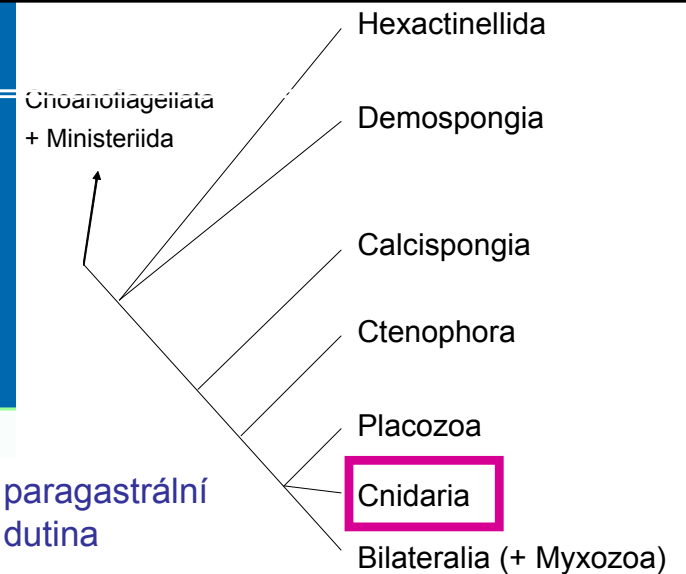 Hexactinellida
Choanoflagellata
+ Ministeriida
Demospongia
Calcispongia
Ctenophora
Placozoa
paragastrální
dutina
Cnidaria
Bilateralia (+ Myxozoa)